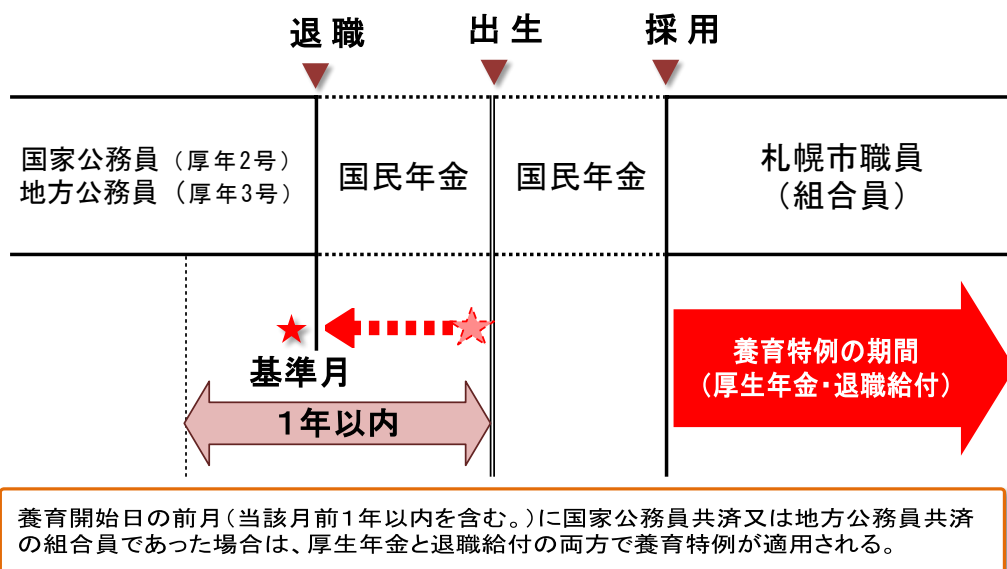 退職 出生 採用
国家公務員（厚年2号）
地方公務員（厚年3号）
国民年金
国民年金
札幌市職員
（組合員）
基準月
１年以内
養育特例の期間
（厚生年金・退職給付）
養育開始日の前月（当該月前１年以内を含む。）に国家公務員共済又は地方公務員共済
の組合員であった場合は、厚生年金と退職給付の両方で養育特例が適用される。